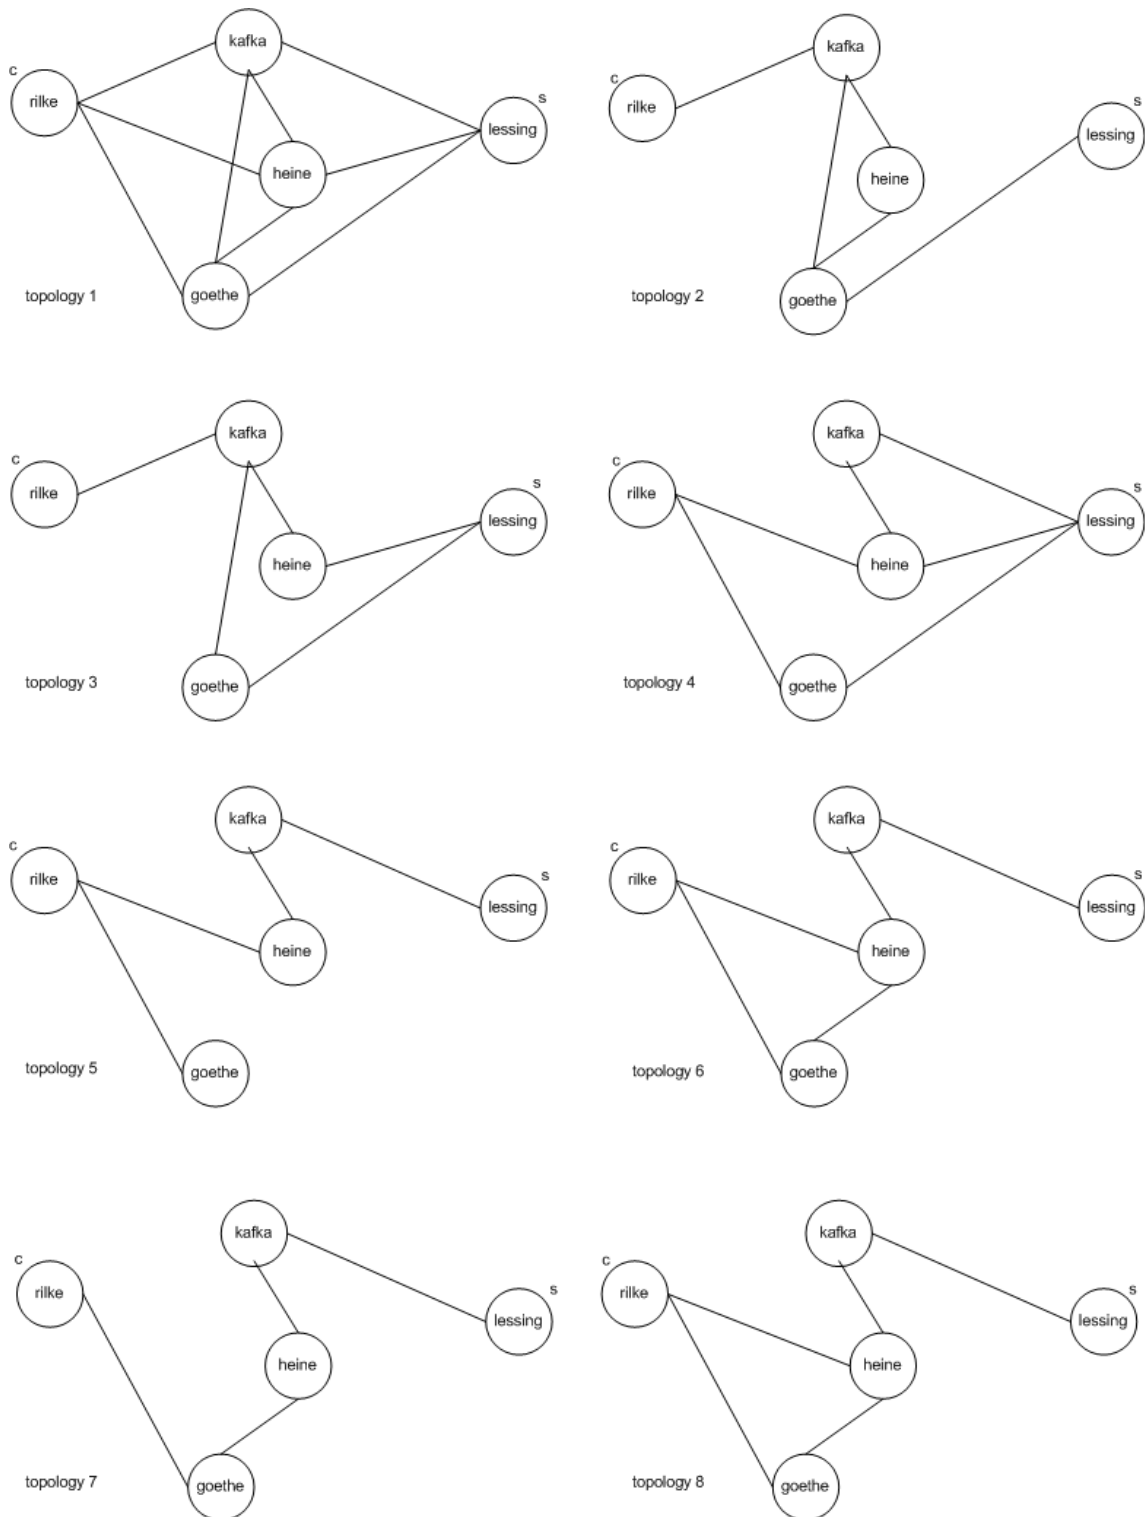 kafka
c
rilke
s
lessing
heine
goethe
topology 1
kafka
c
rilke
s
lessing
heine
goethe
topology 2
kafka
c
rilke
s
lessing
heine
goethe
topology 3
kafka
c
rilke
s
lessing
heine
goethe
topology 4
kafka
c
rilke
s
lessing
heine
goethe
topology 5
kafka
c
rilke
s
lessing
heine
goethe
topology 6
kafka
c
rilke
s
lessing
heine
goethe
topology 7
kafka
c
rilke
s
lessing
heine
goethe
topology 8